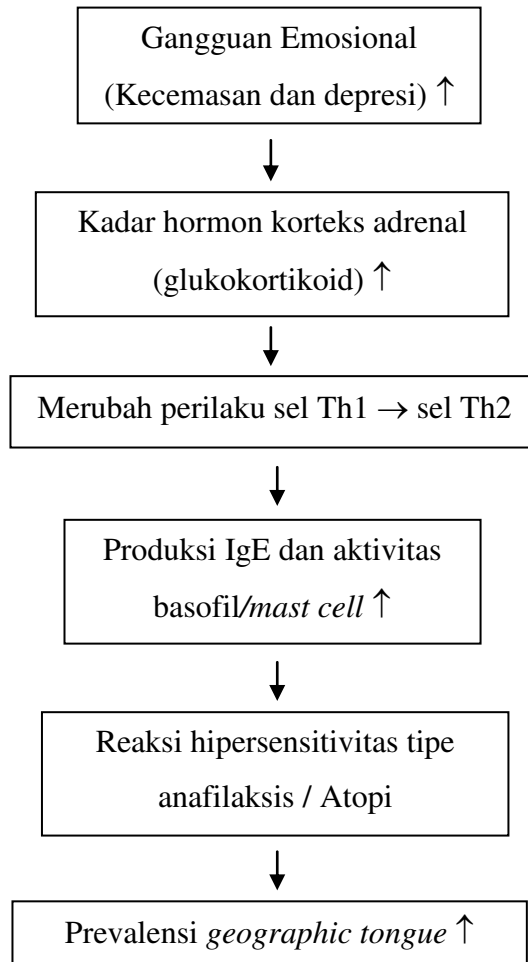 Gangguan Emosional
(Kecemasan dan depresi) ↑
Kadar hormon korteks adrenal
(glukokortikoid) ↑
Merubah perilaku sel Th1 → sel Th2
Produksi IgE dan aktivitas
basofil/mast cell ↑
Reaksi hipersensitivitas tipe
anafilaksis / Atopi
Prevalensi geographic tongue ↑